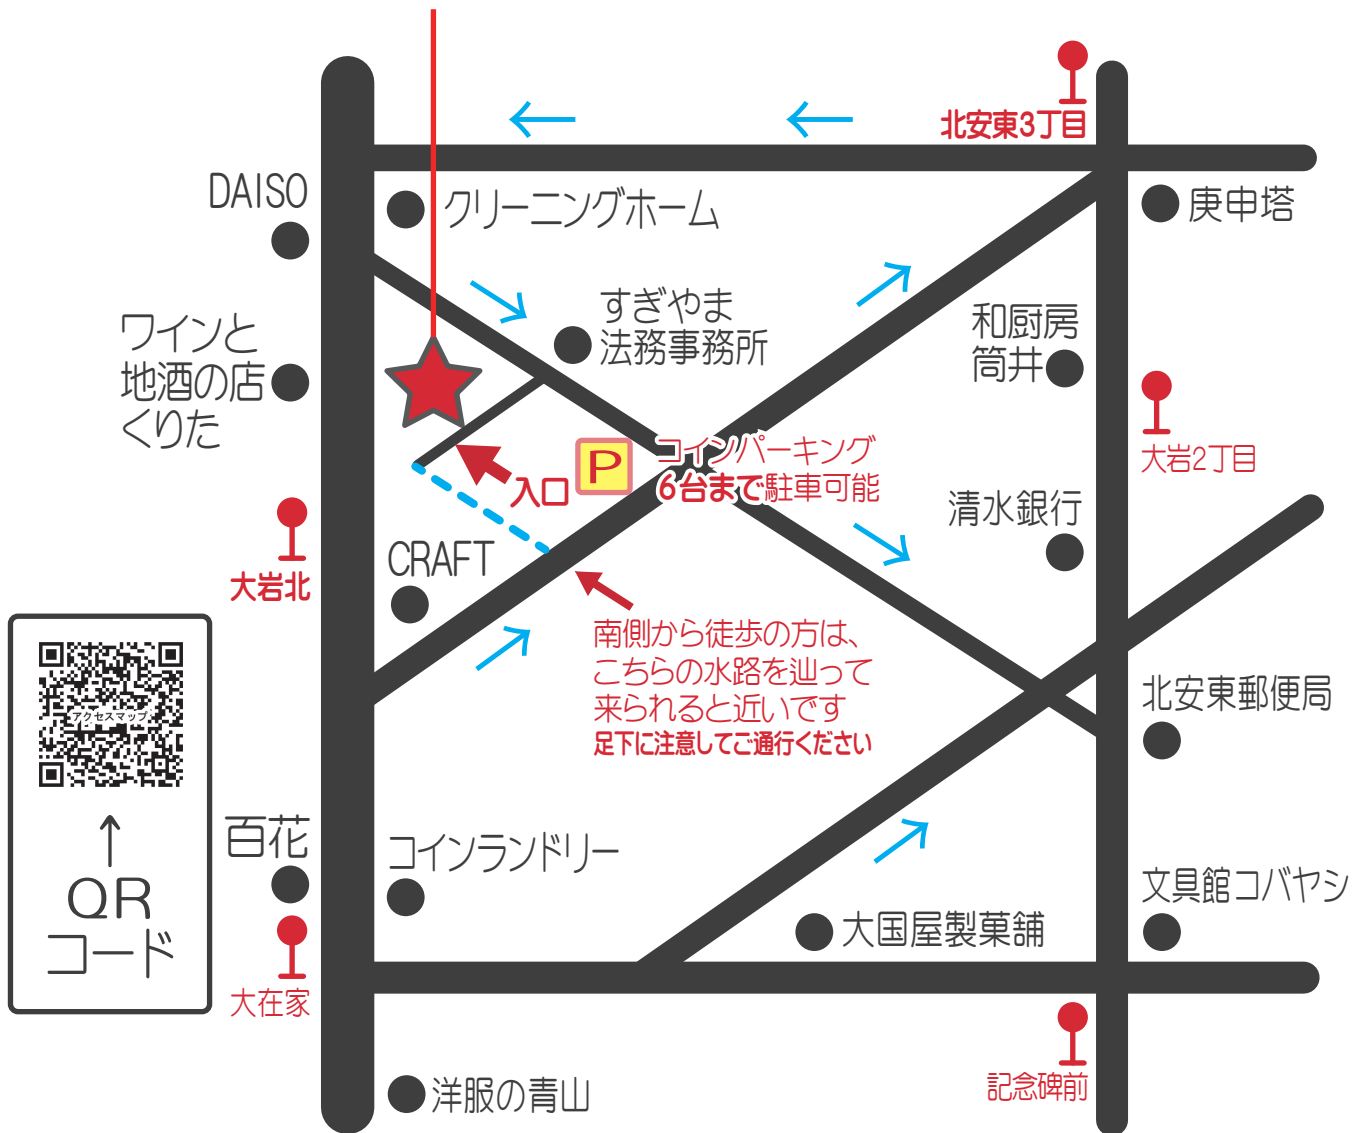 北安東3丁目
DAISO
クリーニングホーム
庚申塔
すぎやま
法務事務所
ワインと
地酒の店
くりた
和厨房
筒井
大岩2丁目
P
コインパーキング
6台まで駐車可能
入口
清水銀行
大岩北
CRAFT
南側から徒歩の方は、
こちらの水路を辿って
来られると近いです
足下に注意してご通行ください
アクセスマップ
QR
コード
北安東郵便局
百花
コインランドリー
文具館コバヤシ
大国屋製菓舗
大在家
記念碑前
洋服の青山